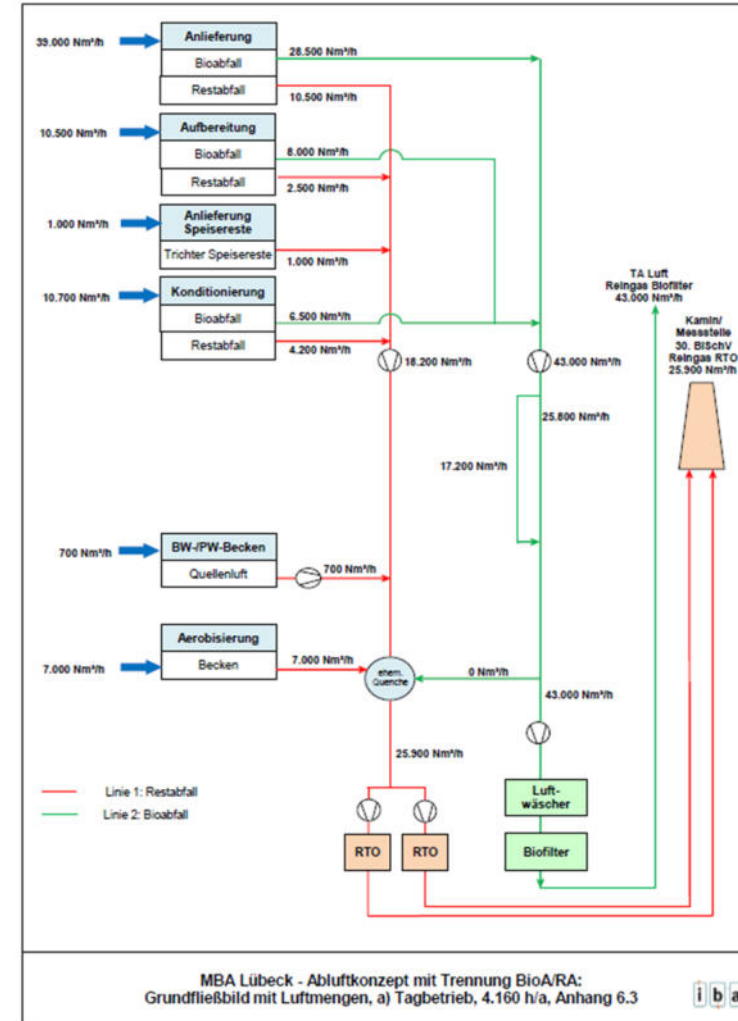 39.000 Nm³/h
Anlieferung
Bioabfall
28.500 Nm³/h
Restabfall
10.500 Nm³/h
10.500 Nm³/h
Aufbereitung
Bioabfall
8.000 Nm³/h
Restabfall
2.500 Nm³/h
1.000 Nm³/h
Anlieferung
Speisereste
Trichter Speisereste
1.000 Nm³/h
10.700 Nm³/h
Konditionierung
Bioabfall
6.500 Nm³/h
Restabfall
4.200 Nm³/h
18.200 Nm³/h
43.000 Nm³/h
TA Luft
Reingas Biofilter
43.000 Nm³/h
Kamin/
Messstelle
30. BISchV
Reingas RTO
25.900 Nm³/h
25.800 Nm³/h
17.200 Nm³/h
700 Nm³/h
BW-/PW-Becken
Quellenluft
700 Nm³/h
7.000 Nm³/h
Aerobisierung
Becken
7.000 Nm³/h
ehem.
Quenche
0 Nm³/h
43.000 Nm³/h
25.900 Nm³/h
Linie 1: Restabfall
Linie 2: Bioabfall
RTO
RTO
Luft-
wäscher
Biofilter
MBA Lübeck - Abluftkonzept mit Trennung BioA/RA:
Grundfließbild mit Luftmengen, a) Tagbetrieb, 4.160 h/a, Anhang 6.3
iba